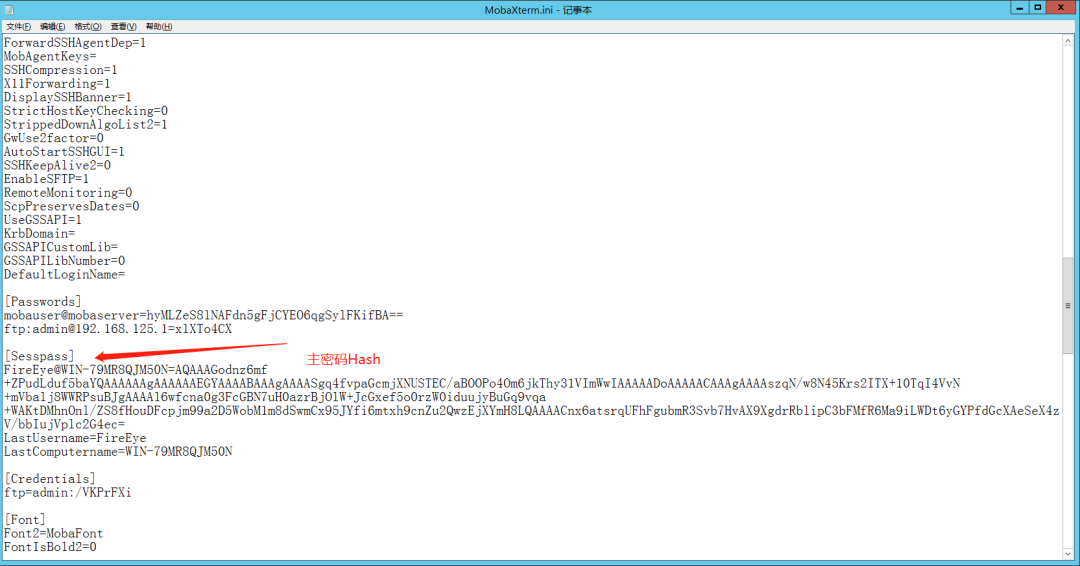 MobaXterm.ini - 记事本
文件(F) 编辑(E) 格式(O) 查看(V) 帮助(H)
ForwardSSHAgentDep=1
MobAgentKeys=
SSHCompression=1
X11Forwarding=1
DisplaySSHBanner=1
StrictHostKeyChecking=0
StrippedDownAlgoList2=1
GwUse2factor=0
AutoStartSSHGUI=1
SSHKeepAlive2=0
EnableSFTP=1
RemoteMonitoring=0
ScpPreservesDates=0
UseGSSAPI=1
KrbDomain=
GSSAPICustomLib=
GSSAPILibNumber=0
DefaultLoginName=
[Passwords]
mobauser@mobaserver=hyMLZeS8lNAFdn5gFjCYEO6qgSylFKifBA==
ftp:admin@192.168.125.1=xlXTo4CX
[Sesspass]
主密码Hash
FireEye@WIN-79MR8QJM50N=AQAAAGodnz6mf
+ZPudLduf5baYQAAAAAAgAAAAAAEGYAAAABAAAgAAAASgq4fvpaGcmjXNUSTEC/aBOOPo4Om6jkThy31VImWwIAAAAADoAAAAACAAAgAAAAszqN/w8N45Krs2ITX+1OTqI4VvN
+mVbalj8WWRPsuBJgAAAAl6wfcna0g3FcGBN7uHOazrBjO1W+JcGxef5o0rzW0iduujyBuGq9vqa
+WAKtDMhnOnl/ZS8fHouDFcpjm99a2D5WobMlm8dSwmCx95JYfi6mtxh9cnZu2QwzEjXYmH8LQAAAACnx6atsrqUFhFgubmR3Svb7HvAX9XgdrRblipC3bFMfR6Ma9iLWDt6yGYPfdGcXAeSeX4z
V/bbIujVplc2G4ec=
LastUsername=FireEye
LastComputername=WIN-79MR8QJM50N
[Credentials]
ftp=admin:/VKPrFXi
[Font]
Font2=MobaFont
FontIsBold2=0